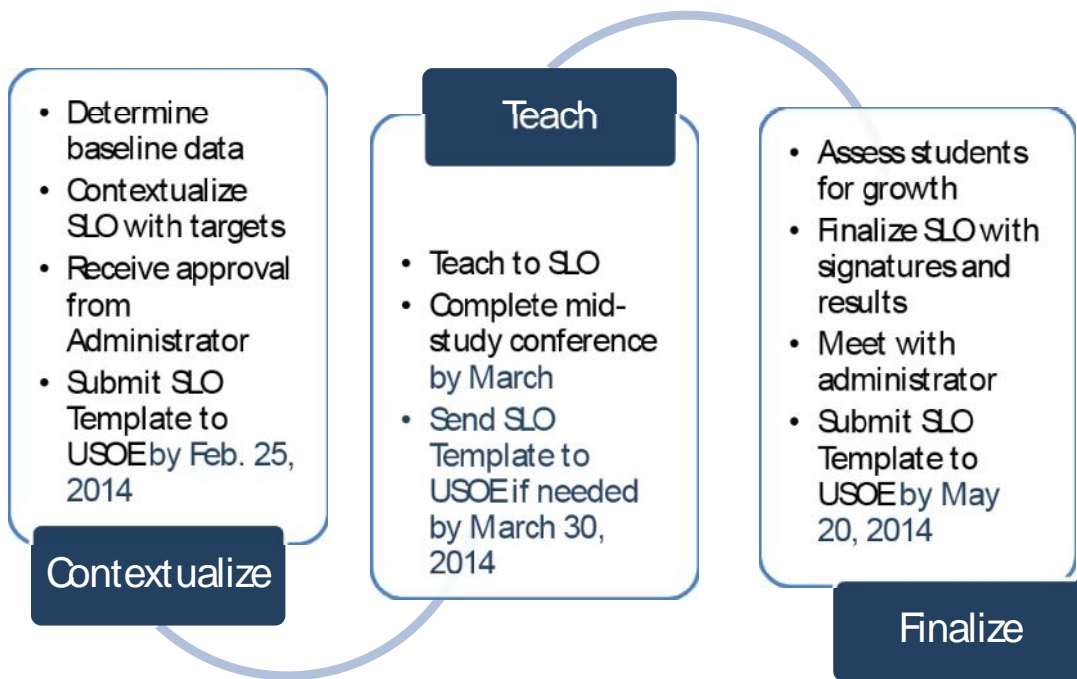 • Determine
baseline data
• Contextualize
SLO with targets
• Receive approval
from
Administrator
• Submit SLO
Template to
USOE by Feb. 25,
2014
Contextualize
Teach
• Teach to SLO
• Complete mid-
study conference
by March
• Send SLO
Template to
USOE if needed
by March 30,
2014
• Assess students
for growth
• Finalize SLO with
signatures and
results
• Meet with
administrator
• Submit SLO
Template to
USOE by May
20, 2014
Finalize